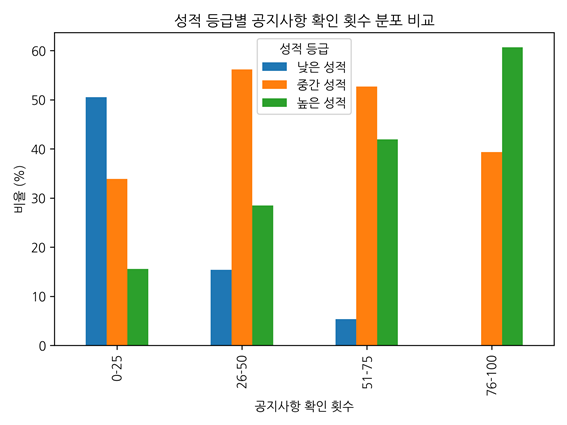 성적 등급별 공지사항 확인 횟수 분포 비교
성적 등급
낮은 성적
중간 성적
높은 성적
비율 (%)
60
50
40
30
20
10
0
0-25
26-50
51-75
76-100
공지사항 확인 횟수